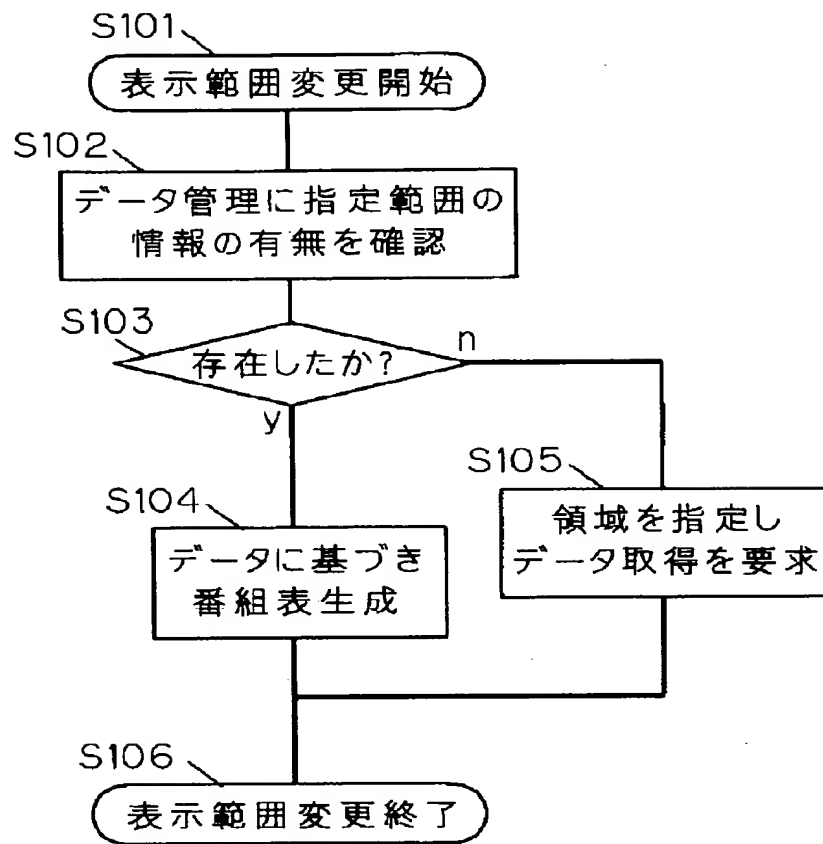 S101
表示範囲変更開始
S102
データ管理に指定範囲の
情報の有無を確認
S103
存在したか?
n
y
S105
領域を指定し
データ取得を要求
S104
データに基づき
番組表生成
S106
表示範囲変更終了